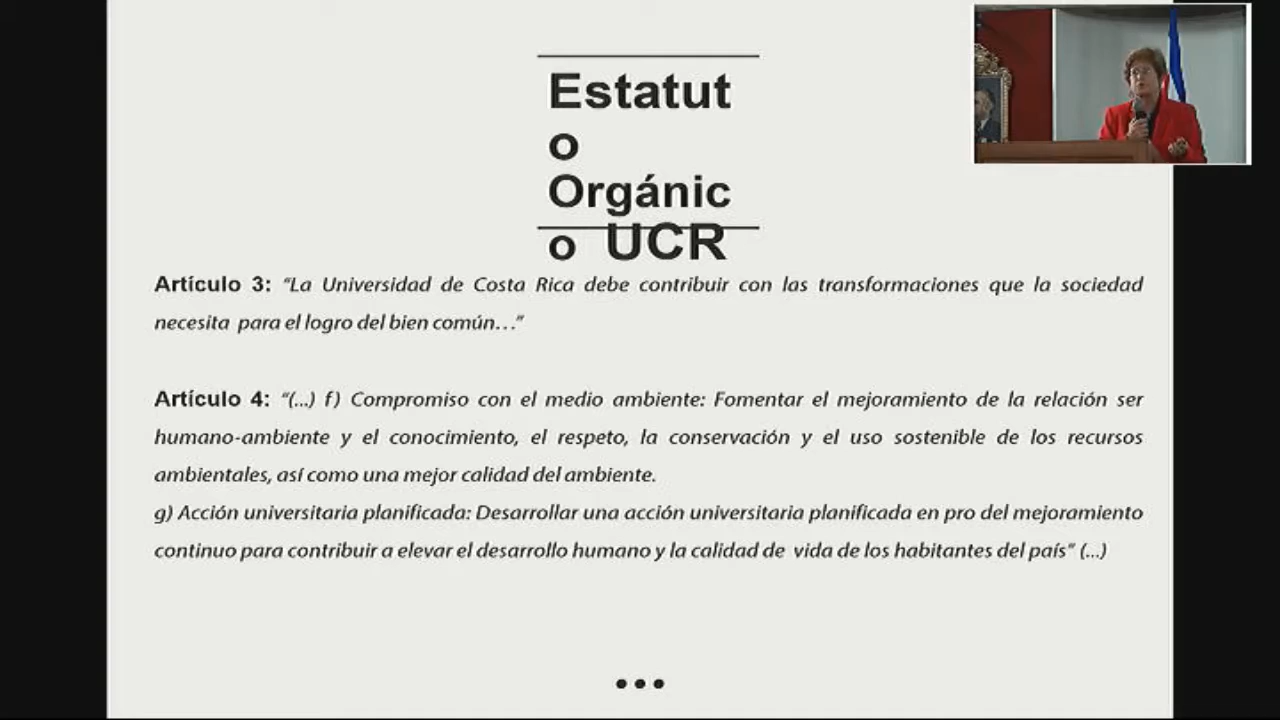 Estatut
o
Orgánic
o UCR
Artículo 3: “La Universidad de Costa Rica debe contribuir con las transformaciones que la sociedad
necesita para el logro del bien común…”
Artículo 4: “(...) f) Compromiso con el medio ambiente: Fomentar el mejoramiento de la relación ser
humano-ambiente y el conocimiento, el respeto, la conservación y el uso sostenible de los recursos
ambientales, así como una mejor calidad del ambiente.
g) Acción universitaria planificada: Desarrollar una acción universitaria planificada en pro del mejoramiento
continuo para contribuir a elevar el desarrollo humano y la calidad de vida de los habitantes del país” (...)